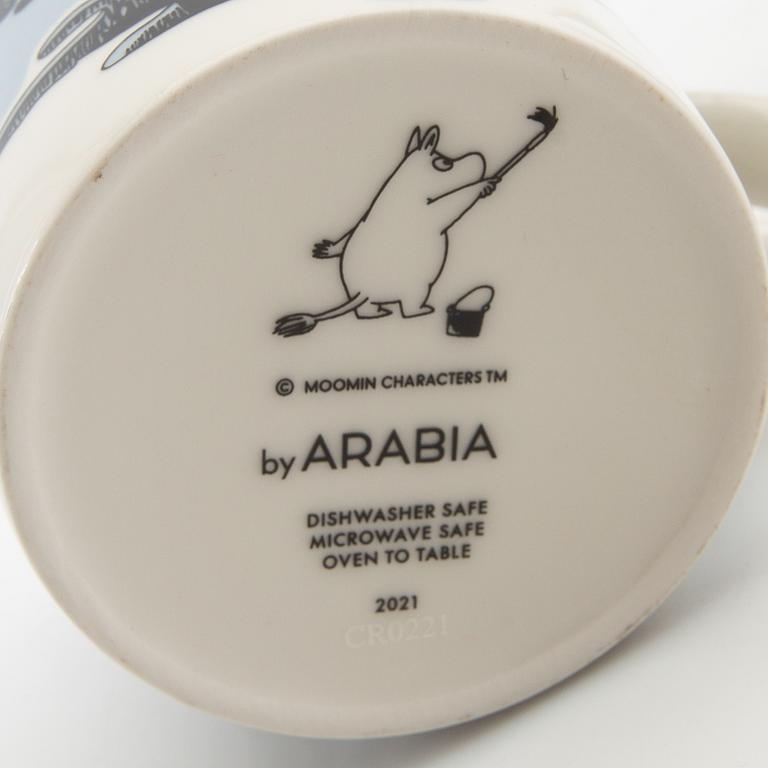 © MOOMIN CHARACTERS TM
by ARABIA
DISHWASHER SAFE
MICROWAVE SAFE
OVEN TO TABLE
2021
CR0221